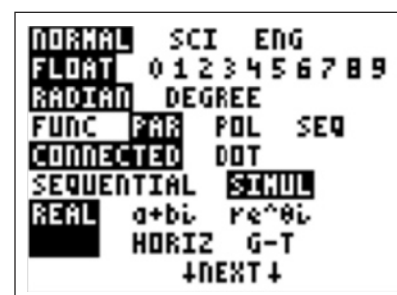 NORMAL SCI ENG
FLOAT 0 1 2 3 4 5 6 7 8 9
RADIAN DEGREE
FUNC PAR POL SEQ
CONNECTED DOT
SEQUENTIAL SIMUL
REAL a+bi re^θi
HORIZ G-T
↓NEXT↓